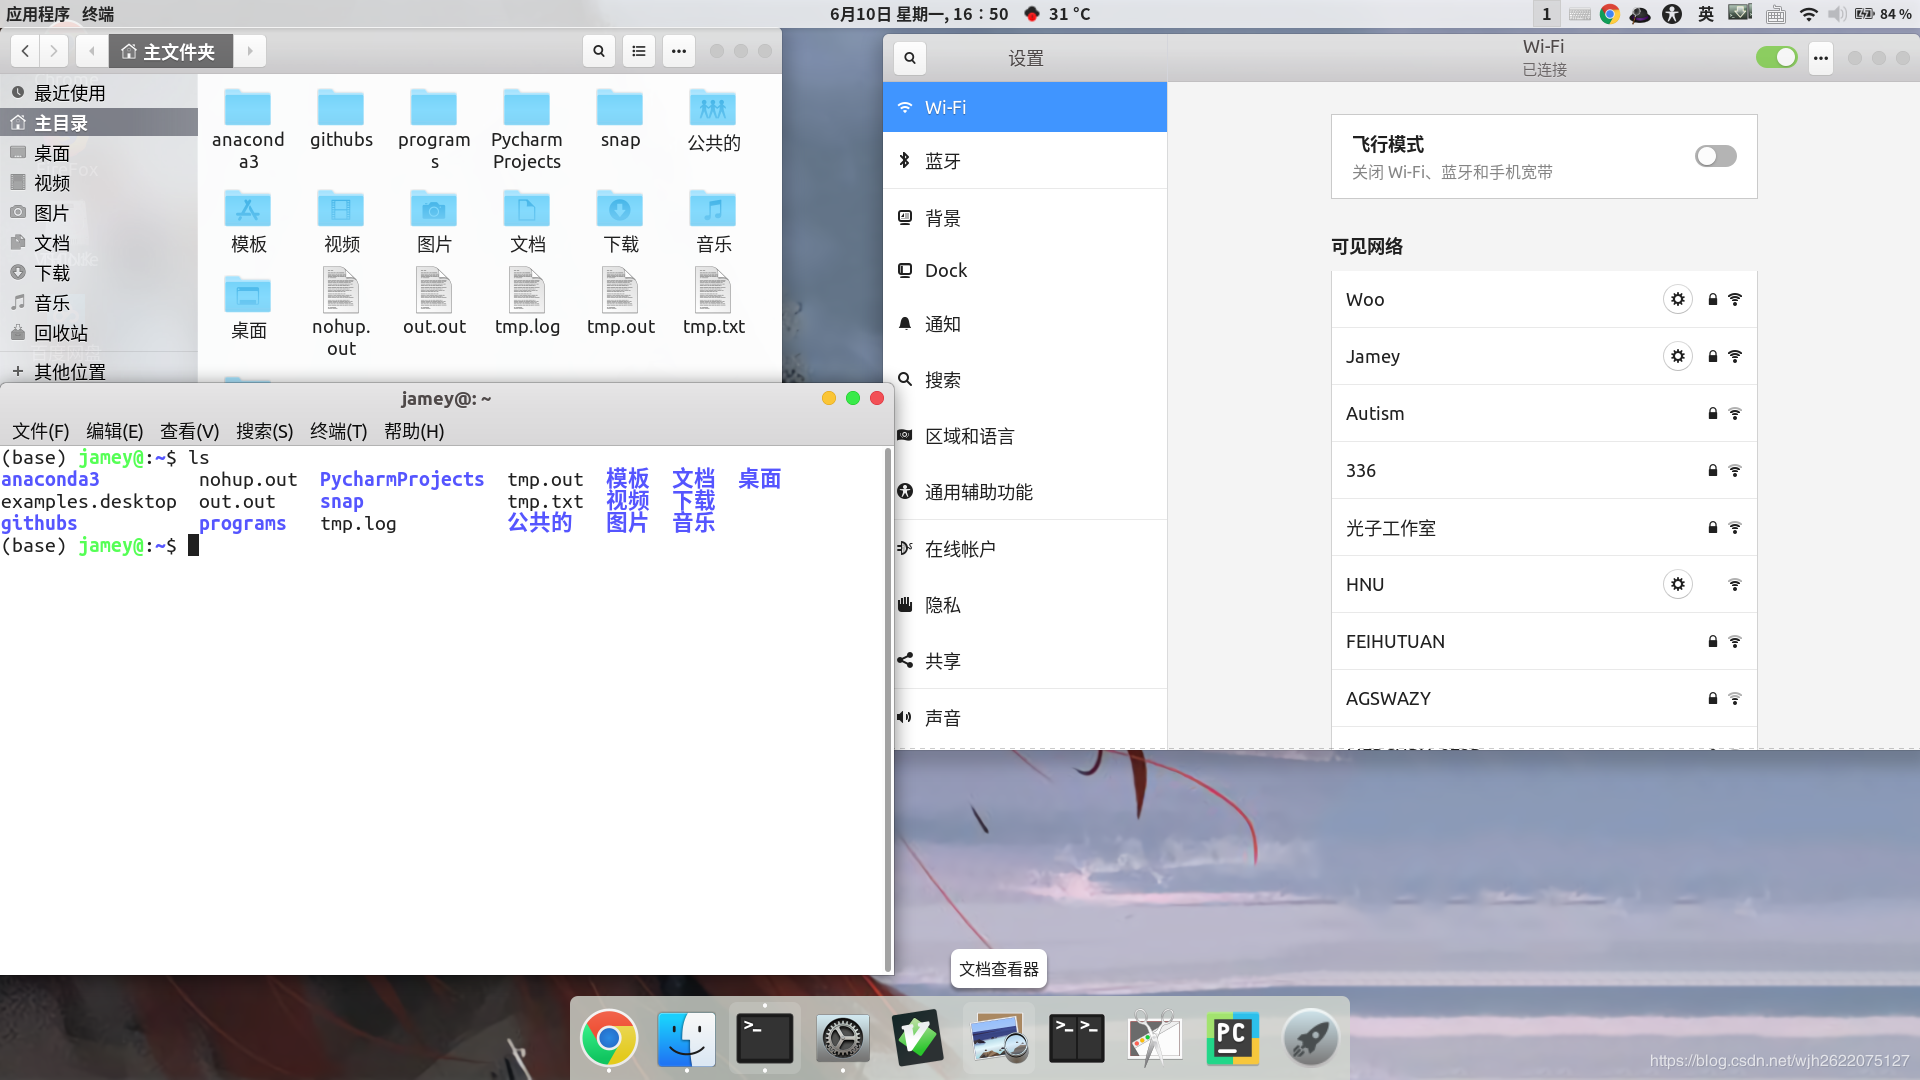 应用程序 终端
6月10日 星期一, 16：50 31 °C
1 英 84 %
主文件夹
最近使用
主目录
桌面
视频
图片
文档
下载
音乐
回收站
其他位置
anacond
a3
githubs
program
s
Pycharm
Projects
snap
公共的
模板
视频
图片
文档
下载
音乐
桌面
nohup.
out
out.out
tmp.log
tmp.out
tmp.txt
jamey@: ~
文件(F) 编辑(E) 查看(V) 搜索(S) 终端(T) 帮助(H)
(base) jamey@:~$ ls
anaconda3 nohup.out PycharmProjects tmp.out 模板 文档 桌面
examples.desktop out.out snap tmp.txt 视频 下载
githubs programs tmp.log 公共的 图片 音乐
(base) jamey@:~$
设置
Wi-Fi
已连接
Wi-Fi
蓝牙
背景
Dock
通知
搜索
区域和语言
通用辅助功能
在线帐户
隐私
共享
声音
飞行模式
关闭 Wi-Fi、蓝牙和手机宽带
可见网络
Woo
Jamey
Autism
336
光子工作室
HNU
FEIHUTUAN
AGSWAZY
文档查看器
PC
https://blog.csdn.net/wjh2622075127